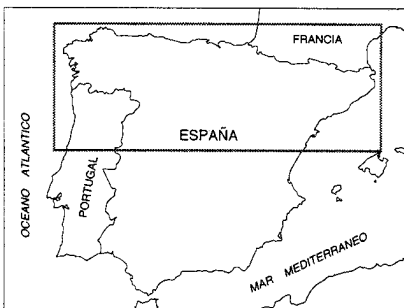 FRANCIA
ESPAÑA
OCEANO ATLANTICO
PORTUGAL
MAR MEDITERRANEO